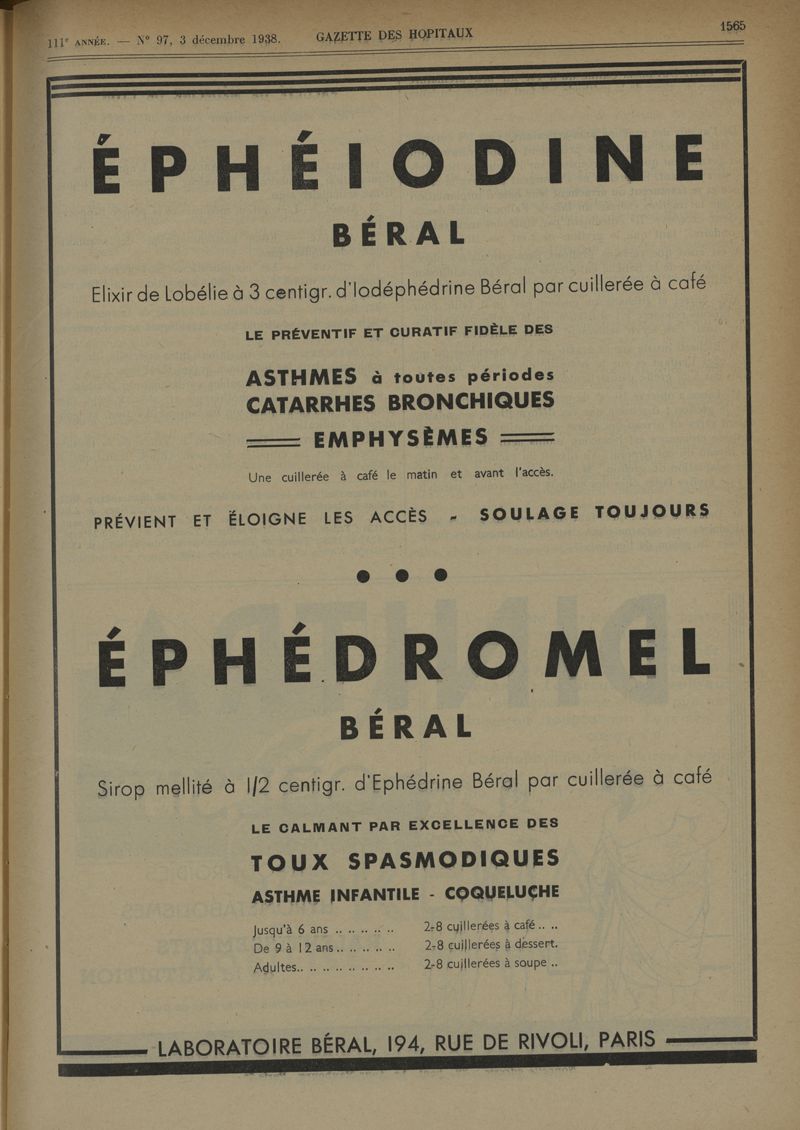 111e ANNÉE. — N° 97, 3 décembre 1938. GAZETTE DES HOPITAUX 1565
ÉPHÉIODINE
BÉRAL
Elixir de Lobélie à 3 centigr. d'Iodéphédrine Béral par cuillerée à café
LE PRÉVENTIF ET CURATIF FIDÈLE DES
ASTHMES à toutes périodes
CATARRHES BRONCHIQUES
EMPHYSÈMES
Une cuillerée à café le matin et avant l'accès.
PRÉVIENT ET ÉLOIGNE LES ACCÈS - SOULAGE TOUJOURS
ÉPHÉDROMEL
BÉRAL
Sirop mellité à 1/2 centigr. d'Ephédrine Béral par cuillerée à café
LE CALMANT PAR EXCELLENCE DES
TOUX SPASMODIQUES
ASTHME INFANTILE - COQUELUCHE
Jusqu'à 6 ans .. .. .. .. .. 2-8 cuillerées à café .. ..
De 9 à 12 ans .. .. .. .. .. 2-8 cuillerées à dessert.
Adultes.. .. .. .. .. .. .. .. 2-8 cuillerées à soupe ..
LABORATOIRE BÉRAL, 194, RUE DE RIVOLI, PARIS